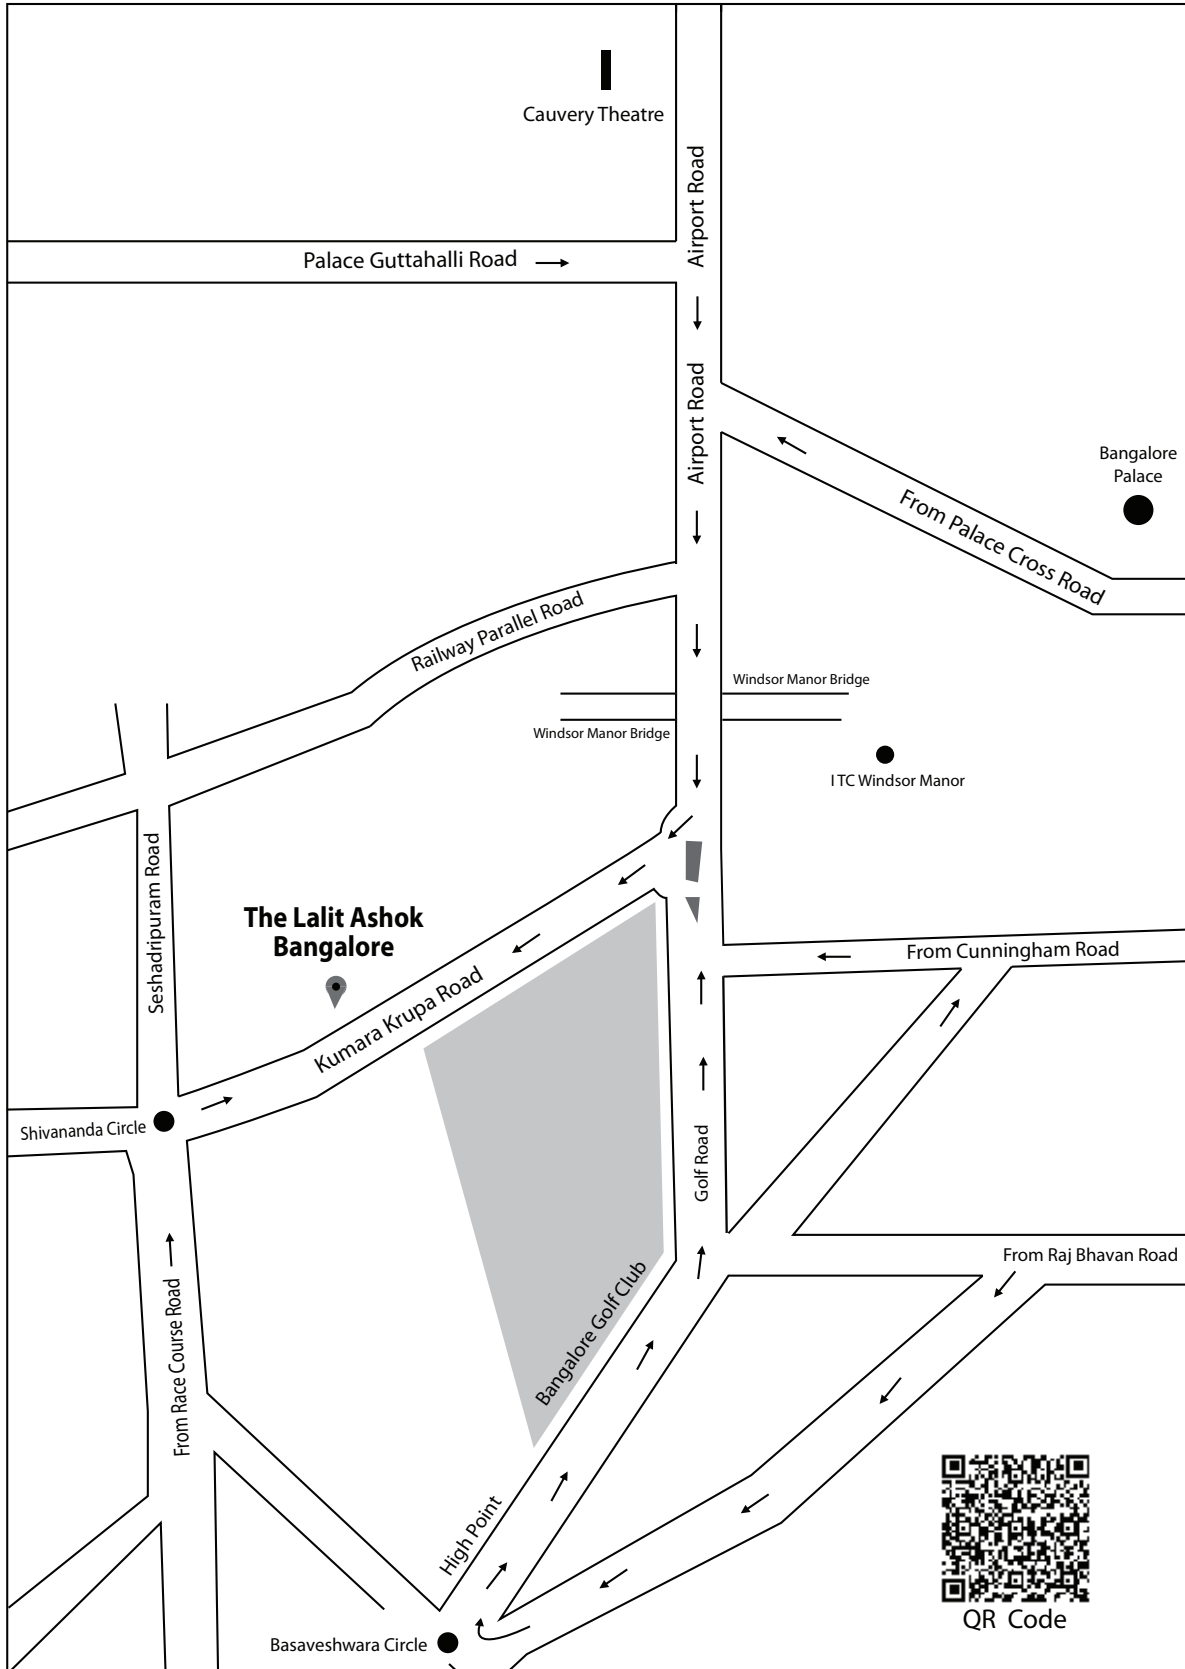 Cauvery Theatre
Airport Road
Palace Guttahalli Road
Airport Road
Bangalore
Palace
From Palace Cross Road
Railway Parallel Road
Windsor Manor Bridge
Windsor Manor Bridge
ITC Windsor Manor
Seshadripuram Road
The Lalit Ashok
Bangalore
From Cunningham Road
Kumara Krupa Road
Shivananda Circle
Golf Road
From Raj Bhavan Road
Bangalore Golf Club
From Race Course Road
High Point
QR Code
Basaveshwara Circle